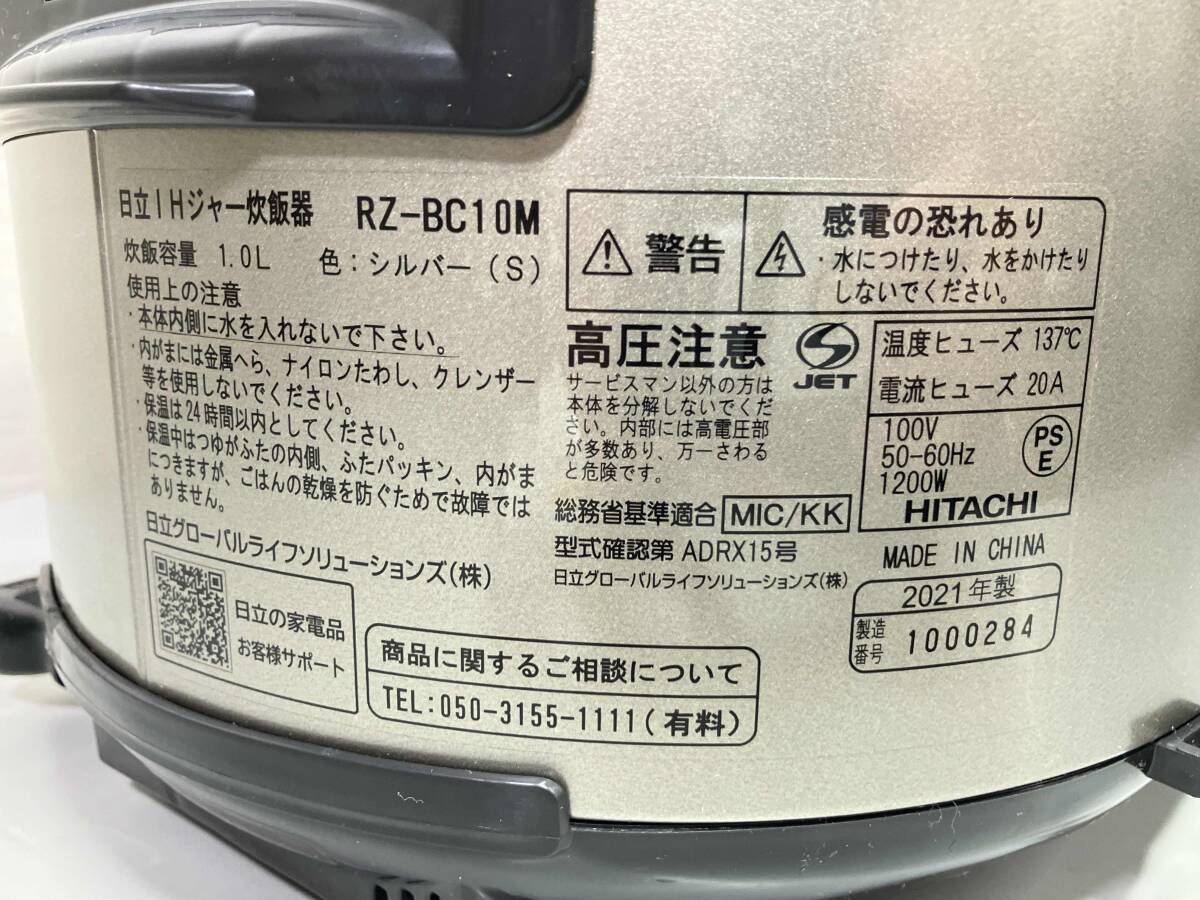 日立IHジャー炊飯器 RZ-BC10M
炊飯容量 1.0L 色：シルバー（S）
使用上の注意
・本体内側に水を入れないで下さい。
・内がまには金属へら、ナイロンたわし、クレンザー
等を使用しないでください。
・保温は24時間以内としてください。
・保温中はつゆがふたの内側、ふたパッキン、内がま
につきますが、ごはんの乾燥を防ぐためで故障では
ありません。
日立グローバルライフソリューションズ(株)
日立の家電品
お客様サポート
商品に関するご相談について
TEL:050-3155-1111(有料)
警告
感電の恐れあり
・水につけたり、水をかけたり
しないでください。
高圧注意
サービスマン以外の方は
本体を分解しないでくだ
さい。内部には高電圧部
が多数あり、万一さわる
と危険です。
JET
温度ヒューズ 137℃
電流ヒューズ 20A
100V
50-60Hz
1200W
PS
E
HITACHI
総務省基準適合 MIC/KK
型式確認第 ADRX15号
日立グローバルライフソリューションズ(株)
MADE IN CHINA
2021年製
製造
番号 1000284